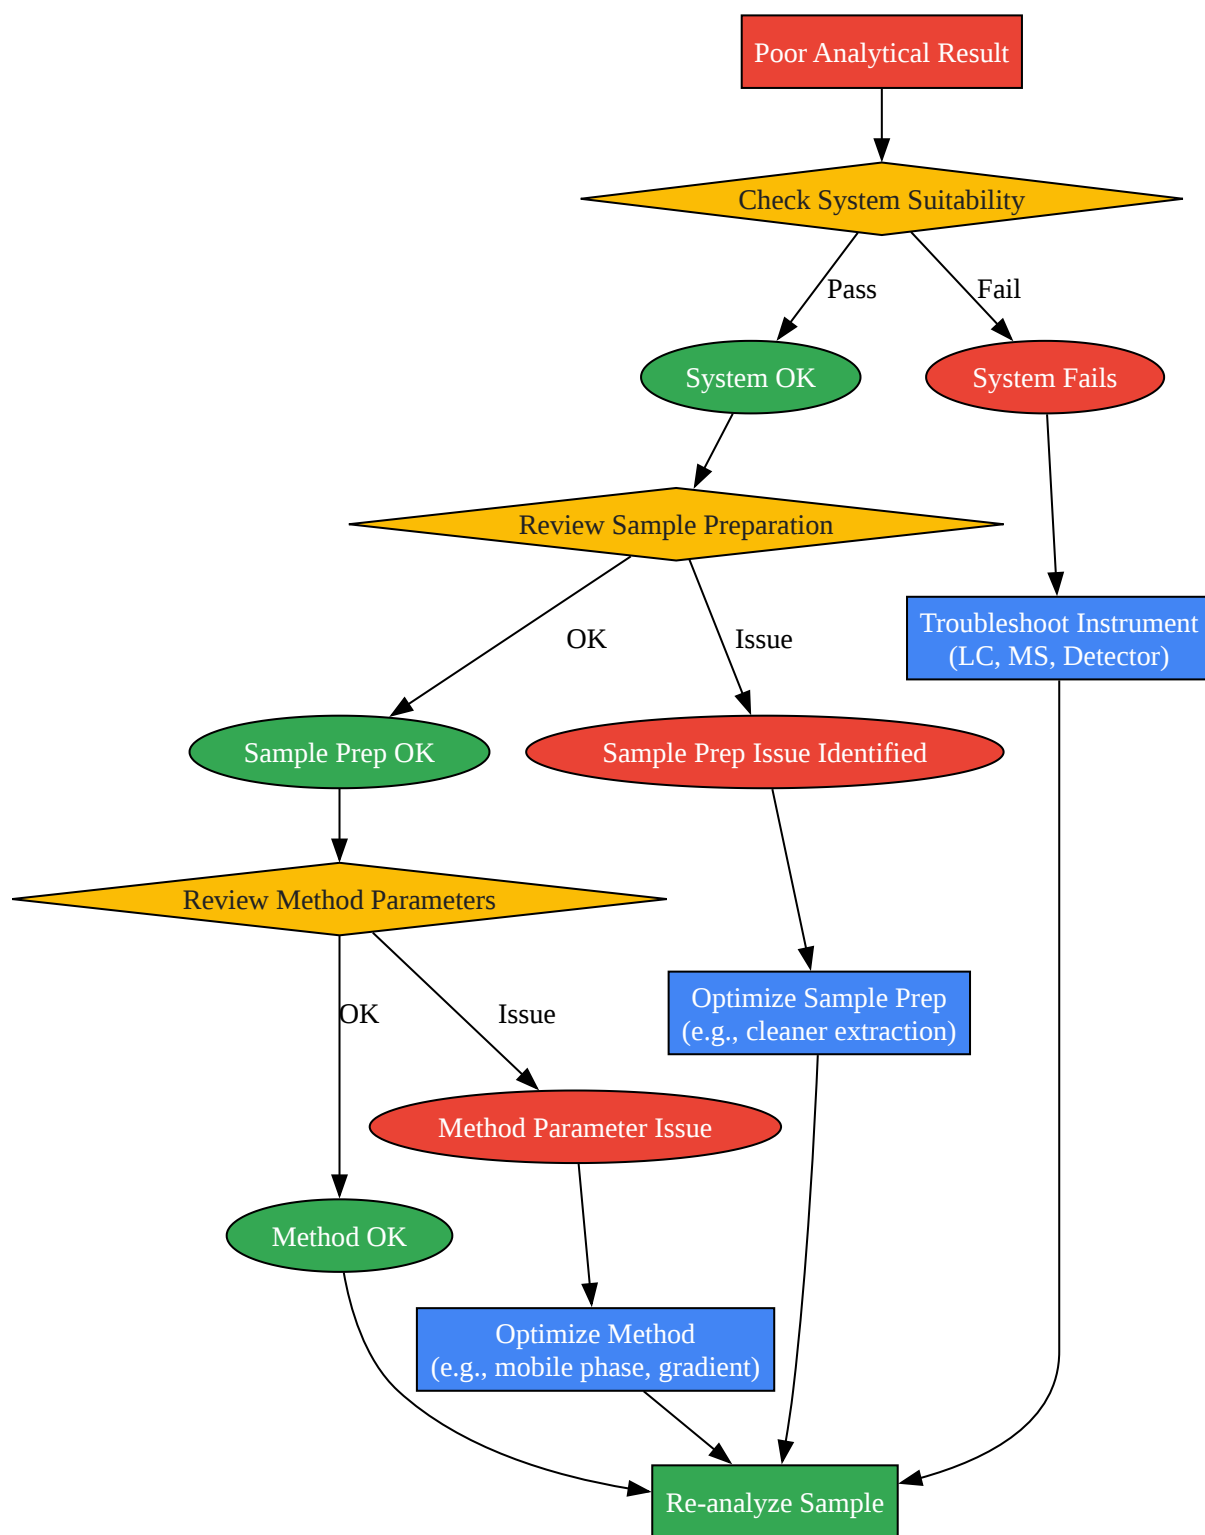 Poor Analytical Result
Check System Suitability
Pass
Fail
System OK
System Fails
Review Sample Preparation
Troubleshoot Instrument
(LC, MS, Detector)
OK
Issue
Sample Prep OK
Sample Prep Issue Identified
Review Method Parameters
OK
Issue
Optimize Sample Prep
(e.g., cleaner extraction)
Method Parameter Issue
Method OK
Optimize Method
(e.g., mobile phase, gradient)
Re-analyze Sample